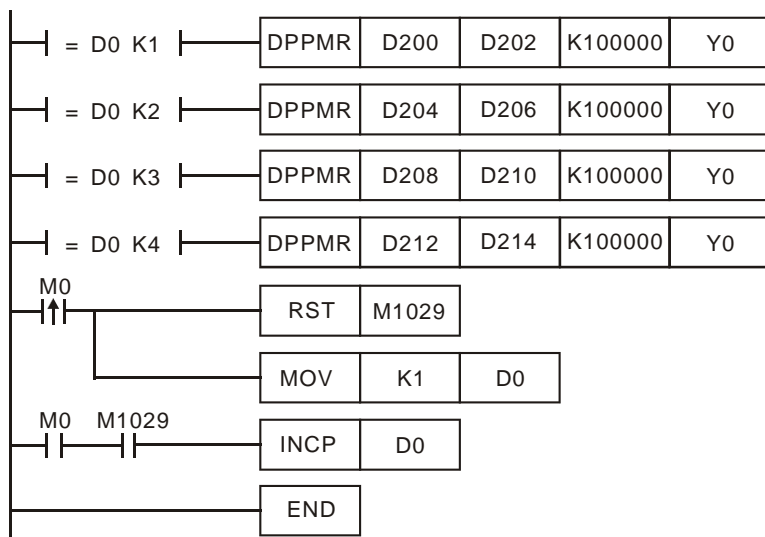 = D0 K1 DPPMR D200 D202 K100000 Y0
= D0 K2 DPPMR D204 D206 K100000 Y0
= D0 K3 DPPMR D208 D210 K100000 Y0
= D0 K4 DPPMR D212 D214 K100000 Y0
M0
RST M1029
MOV K1 D0
M0 M1029
INCP D0
END